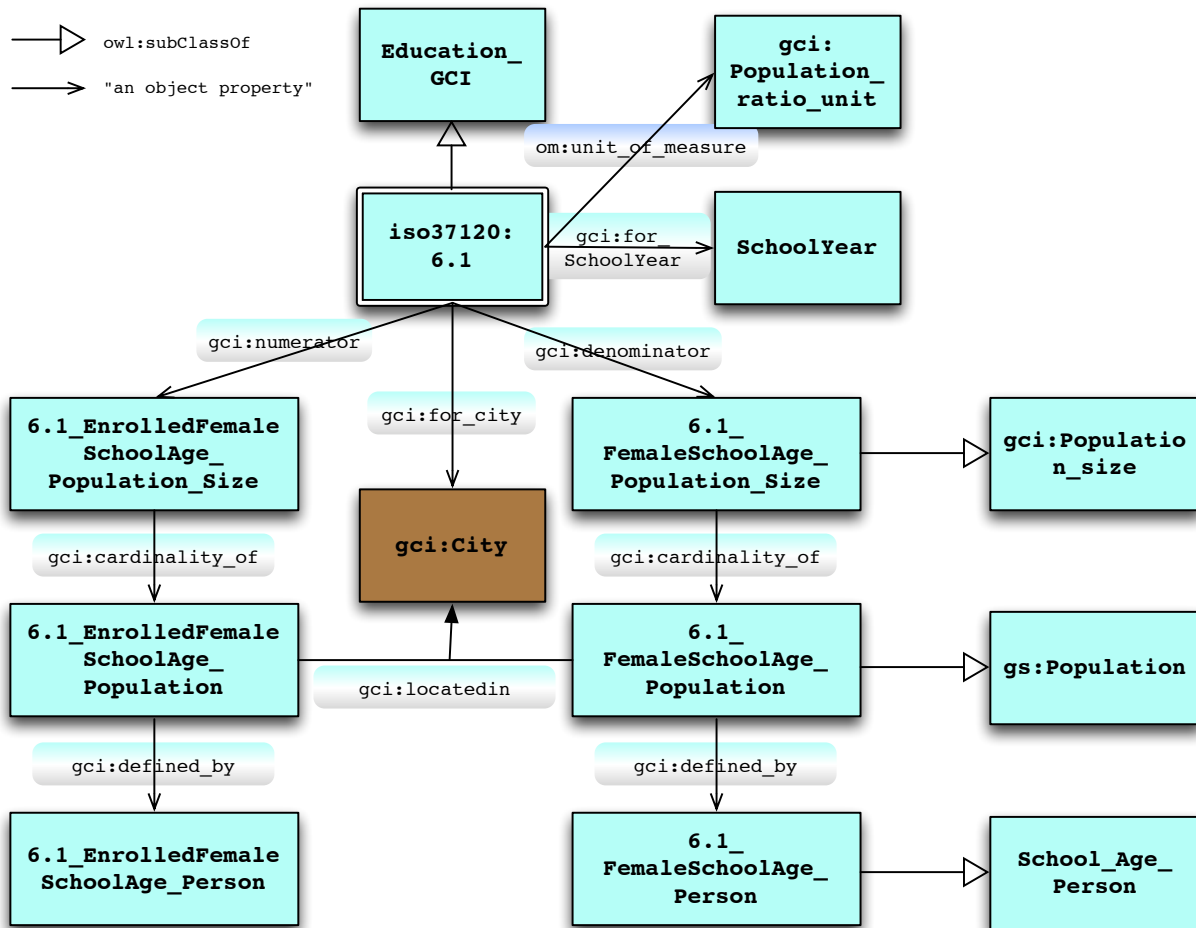 owl:subClassOf
"an object property"
Education_
GCI
gci:
Population_
ratio_unit
om:unit_of_measure
iso37120:
6.1
gci:for_
SchoolYear
SchoolYear
gci:numerator
gci:denominator
gci:for_city
6.1_EnrolledFemale
SchoolAge_
Population_Size
6.1_
FemaleSchoolAge_
Population_Size
gci:Populatio
n_size
gci:City
gci:cardinality_of
gci:cardinality_of
6.1_EnrolledFemale
SchoolAge_
Population
gci:locatedin
6.1_
FemaleSchoolAge_
Population
gs:Population
gci:defined_by
gci:defined_by
6.1_EnrolledFemale
SchoolAge_Person
6.1_
FemaleSchoolAge_
Person
School_Age_
Person